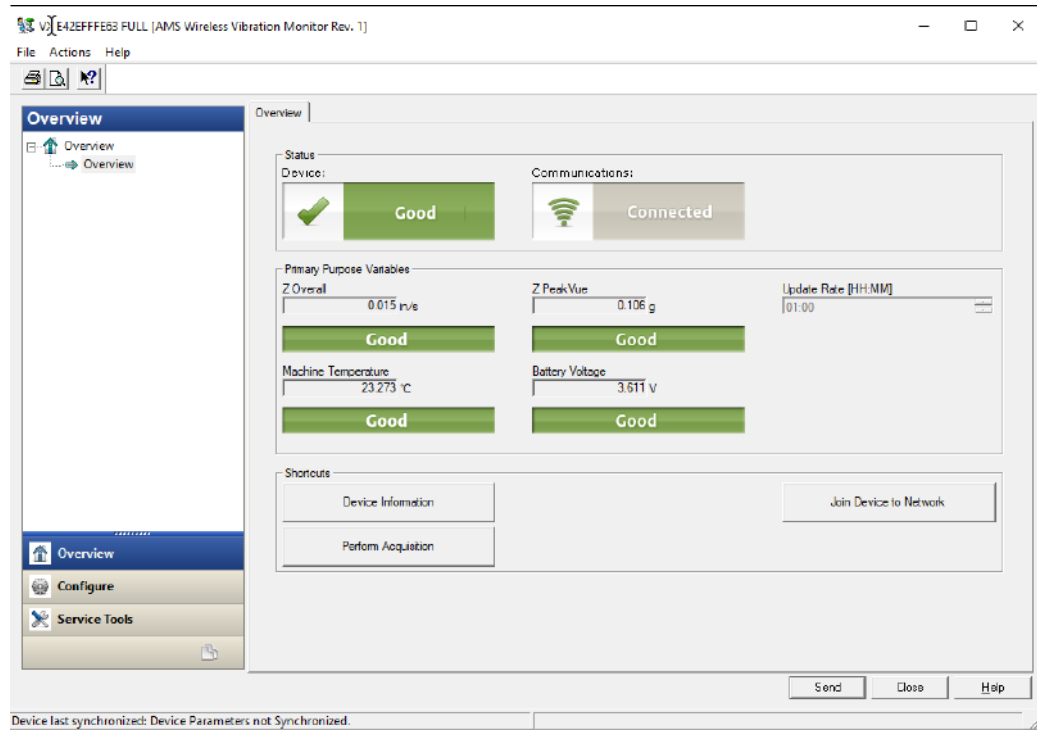 E42EFFFE63 FULL [AMS Wireless Vibration Monitor Rev. 1]
File Actions Help
Overview
Overview
Overview
Overview
Status
Device:
Communications:
Good
Connected
Primary Purpose Variables
Z Overall
Z PeakVue
Update Rate [HH:MM]
0.015 in/s
0.106 g
01:00
Good
Good
Machine Temperature
Battery Voltage
23.273 °C
3.611 V
Good
Good
Shortcuts
Device Information
Join Device to Network
Perform Acquisition
Overview
Configure
Service Tools
Send
Close
Help
Device last synchronized: Device Parameters not Synchronized.